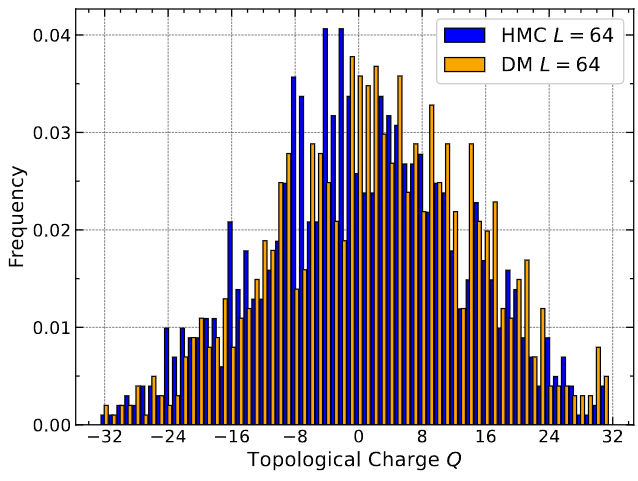 HMC L = 64
DM L = 64
0.04
0.03
0.02
0.01
0.00
Frequency
−32 −24 −16 −8 0 8 16 24 32
Topological Charge Q